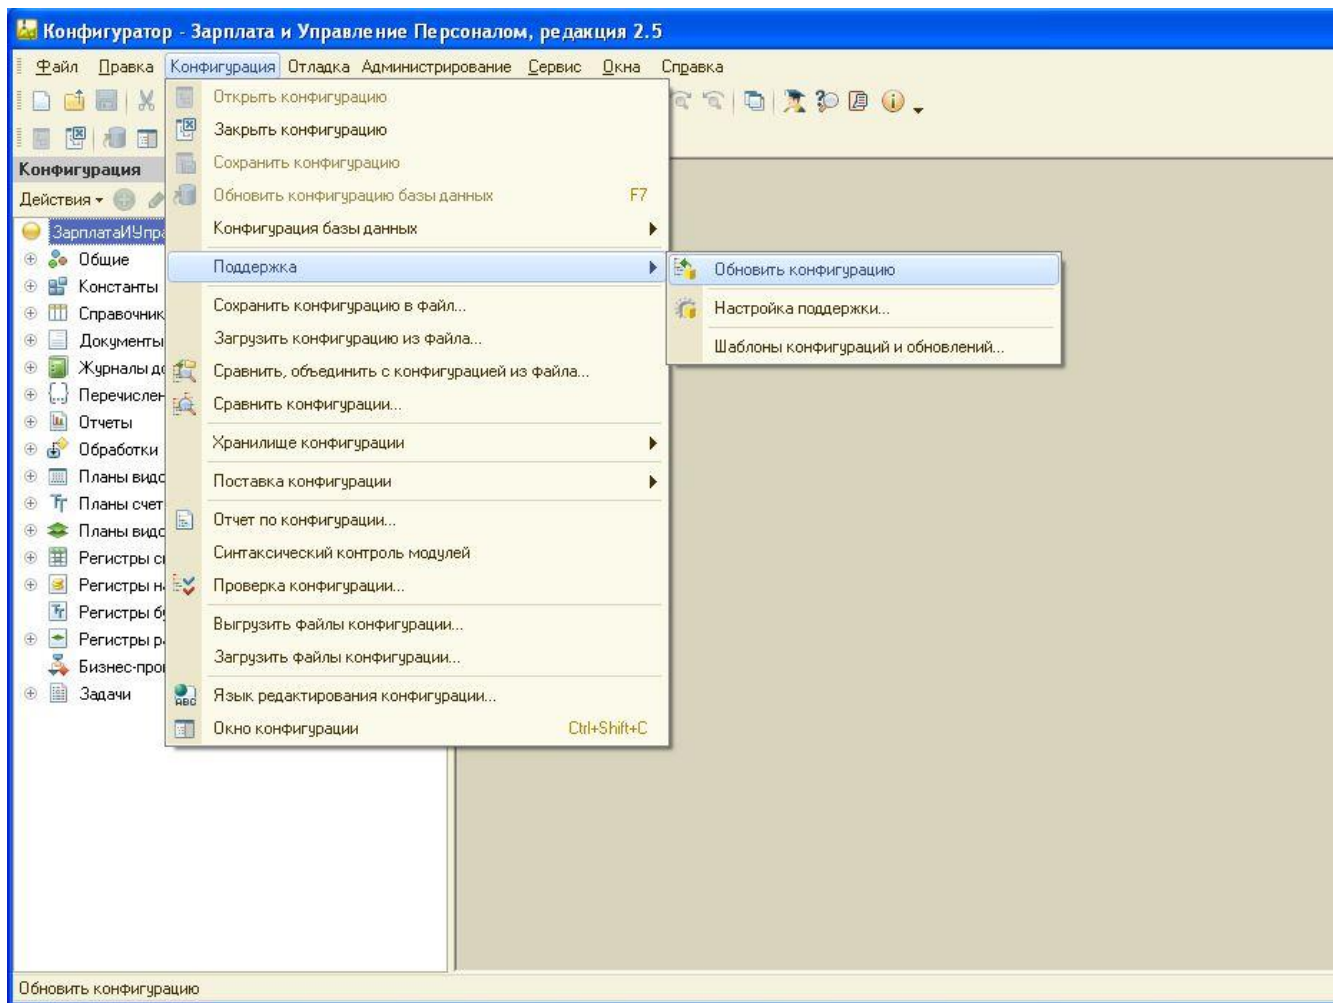 Конфигуратор - Зарплата и Управление Персоналом, редакция 2.5
Файл Правка Конфигурация Отладка Администрирование Сервис Окна Справка
Конфигурация
Действия
ЗарплатаИУпра
Общие
Константы
Справочник
Документы
Журналы до
Перечислен
Отчеты
Обработки
Планы видо
Планы счет
Планы видо
Регистры с
Регистры н
Регистры б
Регистры р
Бизнес-про
Задачи
Открыть конфигурацию
Закрыть конфигурацию
Сохранить конфигурацию
Обновить конфигурацию базы данных F7
Конфигурация базы данных
Поддержка
Сохранить конфигурацию в файл...
Загрузить конфигурацию из файла...
Сравнить, объединить с конфигурацией из файла...
Сравнить конфигурации...
Хранилище конфигурации
Поставка конфигурации
Отчет по конфигурации...
Синтаксический контроль модулей
Проверка конфигурации...
Выгрузить файлы конфигурации...
Загрузить файлы конфигурации...
ABC Язык редактирования конфигурации...
Окно конфигурации Ctrl+Shift+C
Обновить конфигурацию
Настройка поддержки...
Шаблоны конфигураций и обновлений...
Обновить конфигурацию